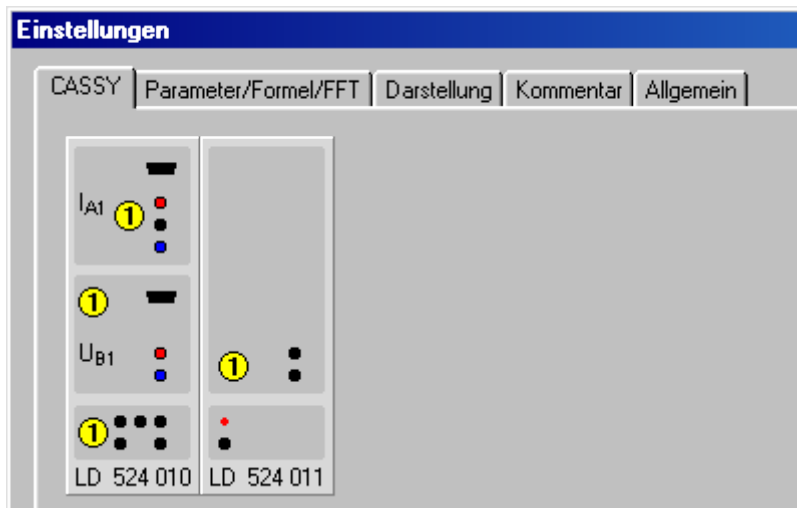 Einstellungen
CASSY Parameter/Formel/FFT Darstellung Kommentar Allgemein
IA1 1
1
UB1 1
1
LD 524 010 LD 524 011